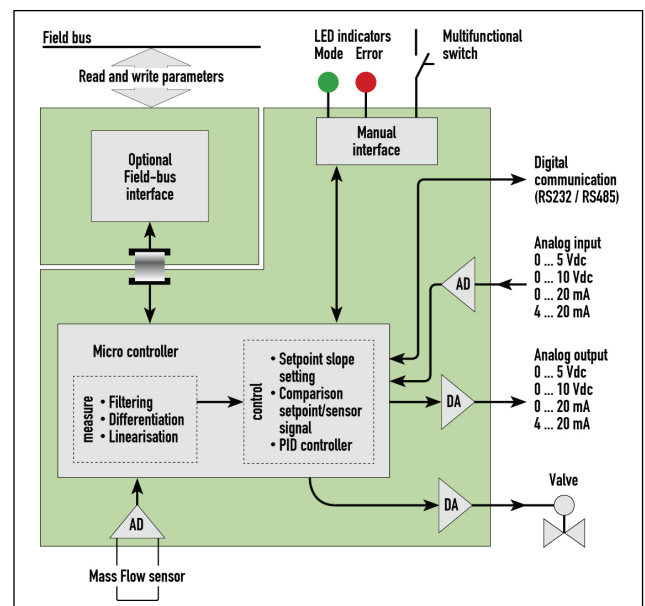 Field bus
Read and write parameters
LED indicators
Mode Error
Multifunctional
switch
Manual
interface
Optional
Field-bus
interface
Digital
communication
(RS232 / RS485)
Analog input
0 ... 5 Vdc
0 ... 10 Vdc
0 ... 20 mA
4 ... 20 mA
AD
Micro controller
measure
• Filtering
• Differentiation
• Linearisation
control
• Setpoint slope
setting
• Comparison
setpoint/sensor
signal
• PID controller
Analog output
0 ... 5 Vdc
0 ... 10 Vdc
0 ... 20 mA
4 ... 20 mA
DA
DA
Valve
AD
Mass Flow sensor